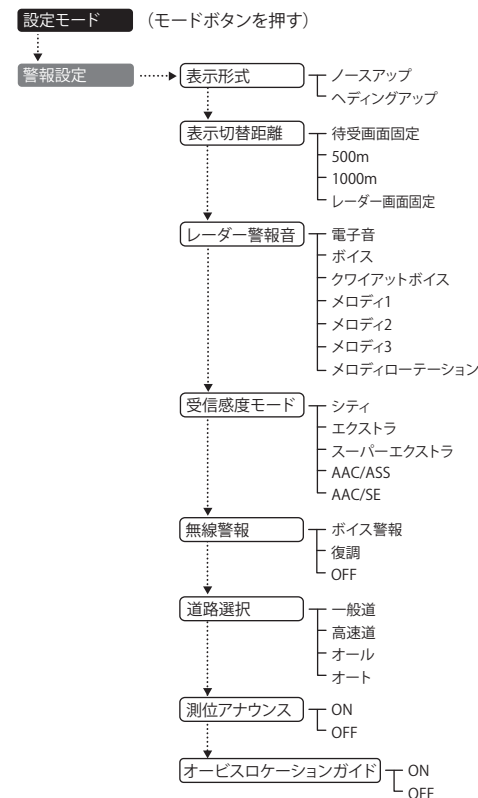 設定モード （モードボタンを押す）
警報設定 表示形式 ノースアップ
ヘディングアップ
表示切替距離 待受画面固定
500m
1000m
レーダー画面固定
レーダー警報音 電子音
ボイス
クワイアットボイス
メロディ1
メロディ2
メロディ3
メロディローテーション
受信感度モード シティ
エクストラ
スーパーエクストラ
AAC/ASS
AAC/SE
無線警報 ボイス警報
復調
OFF
道路選択 一般道
高速道
オール
オート
測位アナウンス ON
OFF
オービスロケーションガイド ON
OFF